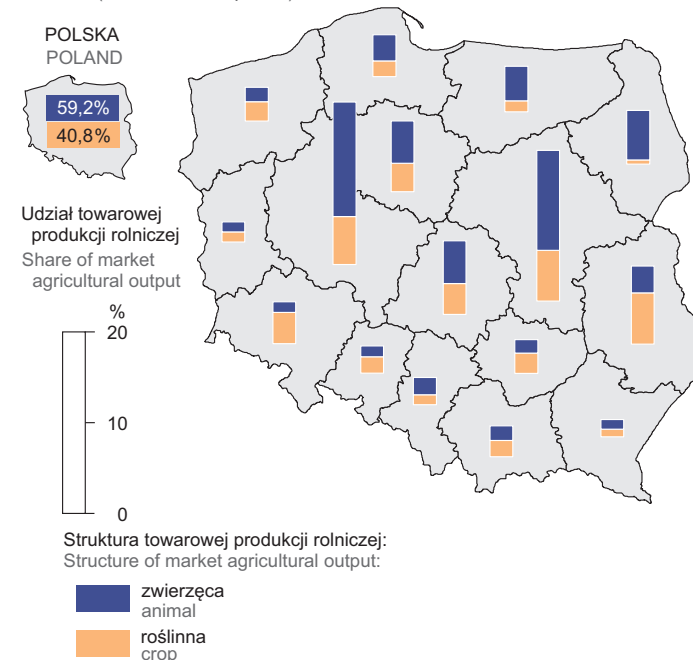 POLSKA
POLAND
59,2%
40,8%
Udział towarowej
produkcji rolniczej
Share of market
agricultural output
%
20
10
0
Struktura towarowej produkcji rolniczej:
Structure of market agricultural output:
zwierzęca
animal
roślinna
crop